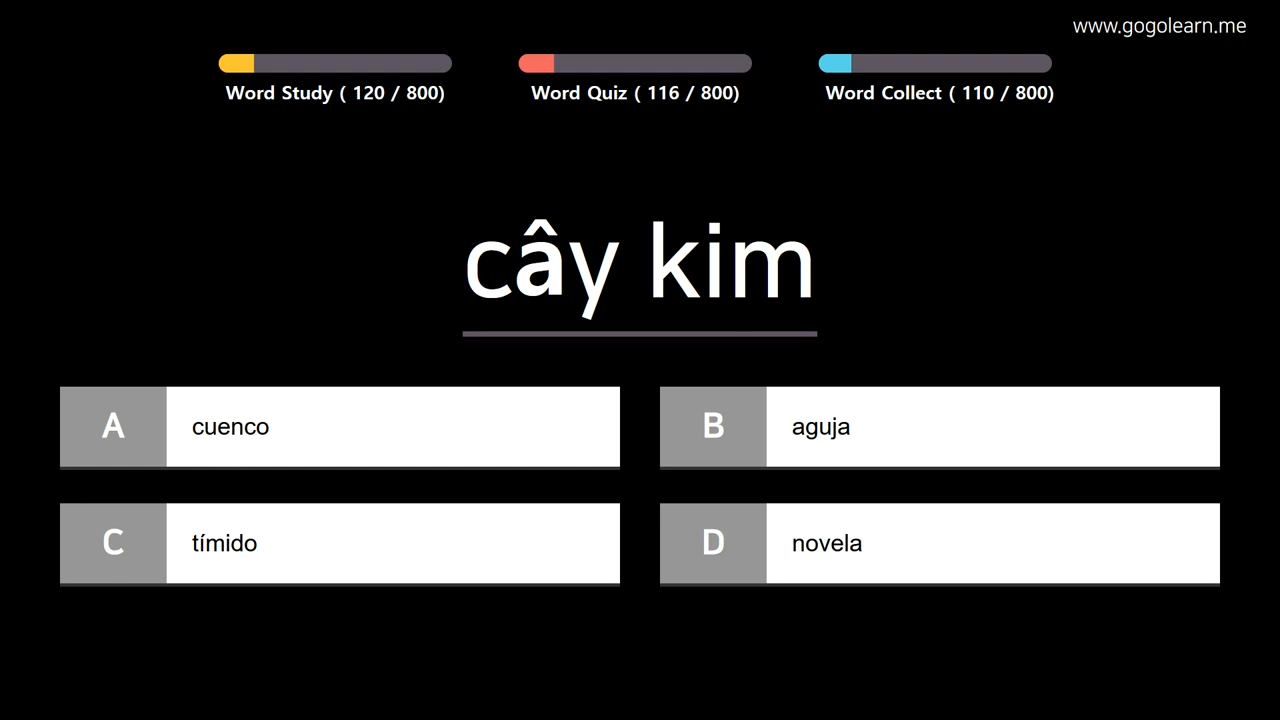 www.gogolearn.me
Word Study ( 120 / 800)
Word Quiz ( 116 / 800)
Word Collect ( 110 / 800)
cây kim
A cuenco
B aguja
C tímido
D novela